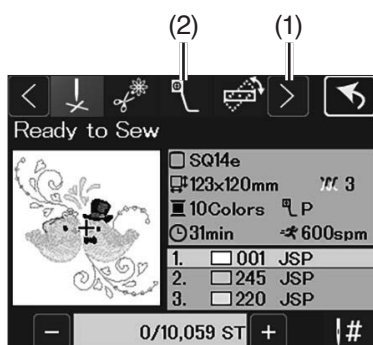 (2) (1)
Ready to Sew
SQ14e
123x120mm 3
10Colors P
31min 600spm
1. 001 JSP
2. 245 JSP
3. 220 JSP
− 0/10,059 ST + #